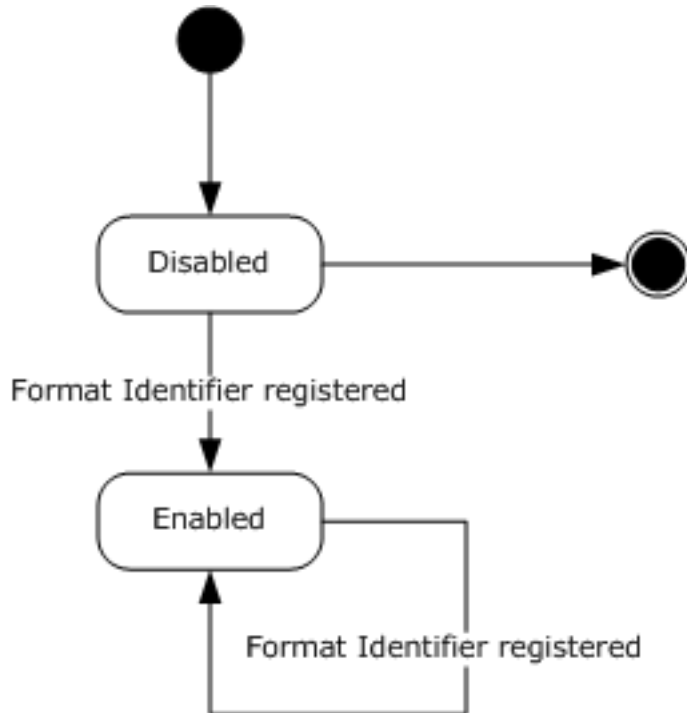 Disabled
Format Identifier registered
Enabled
Format Identifier registered